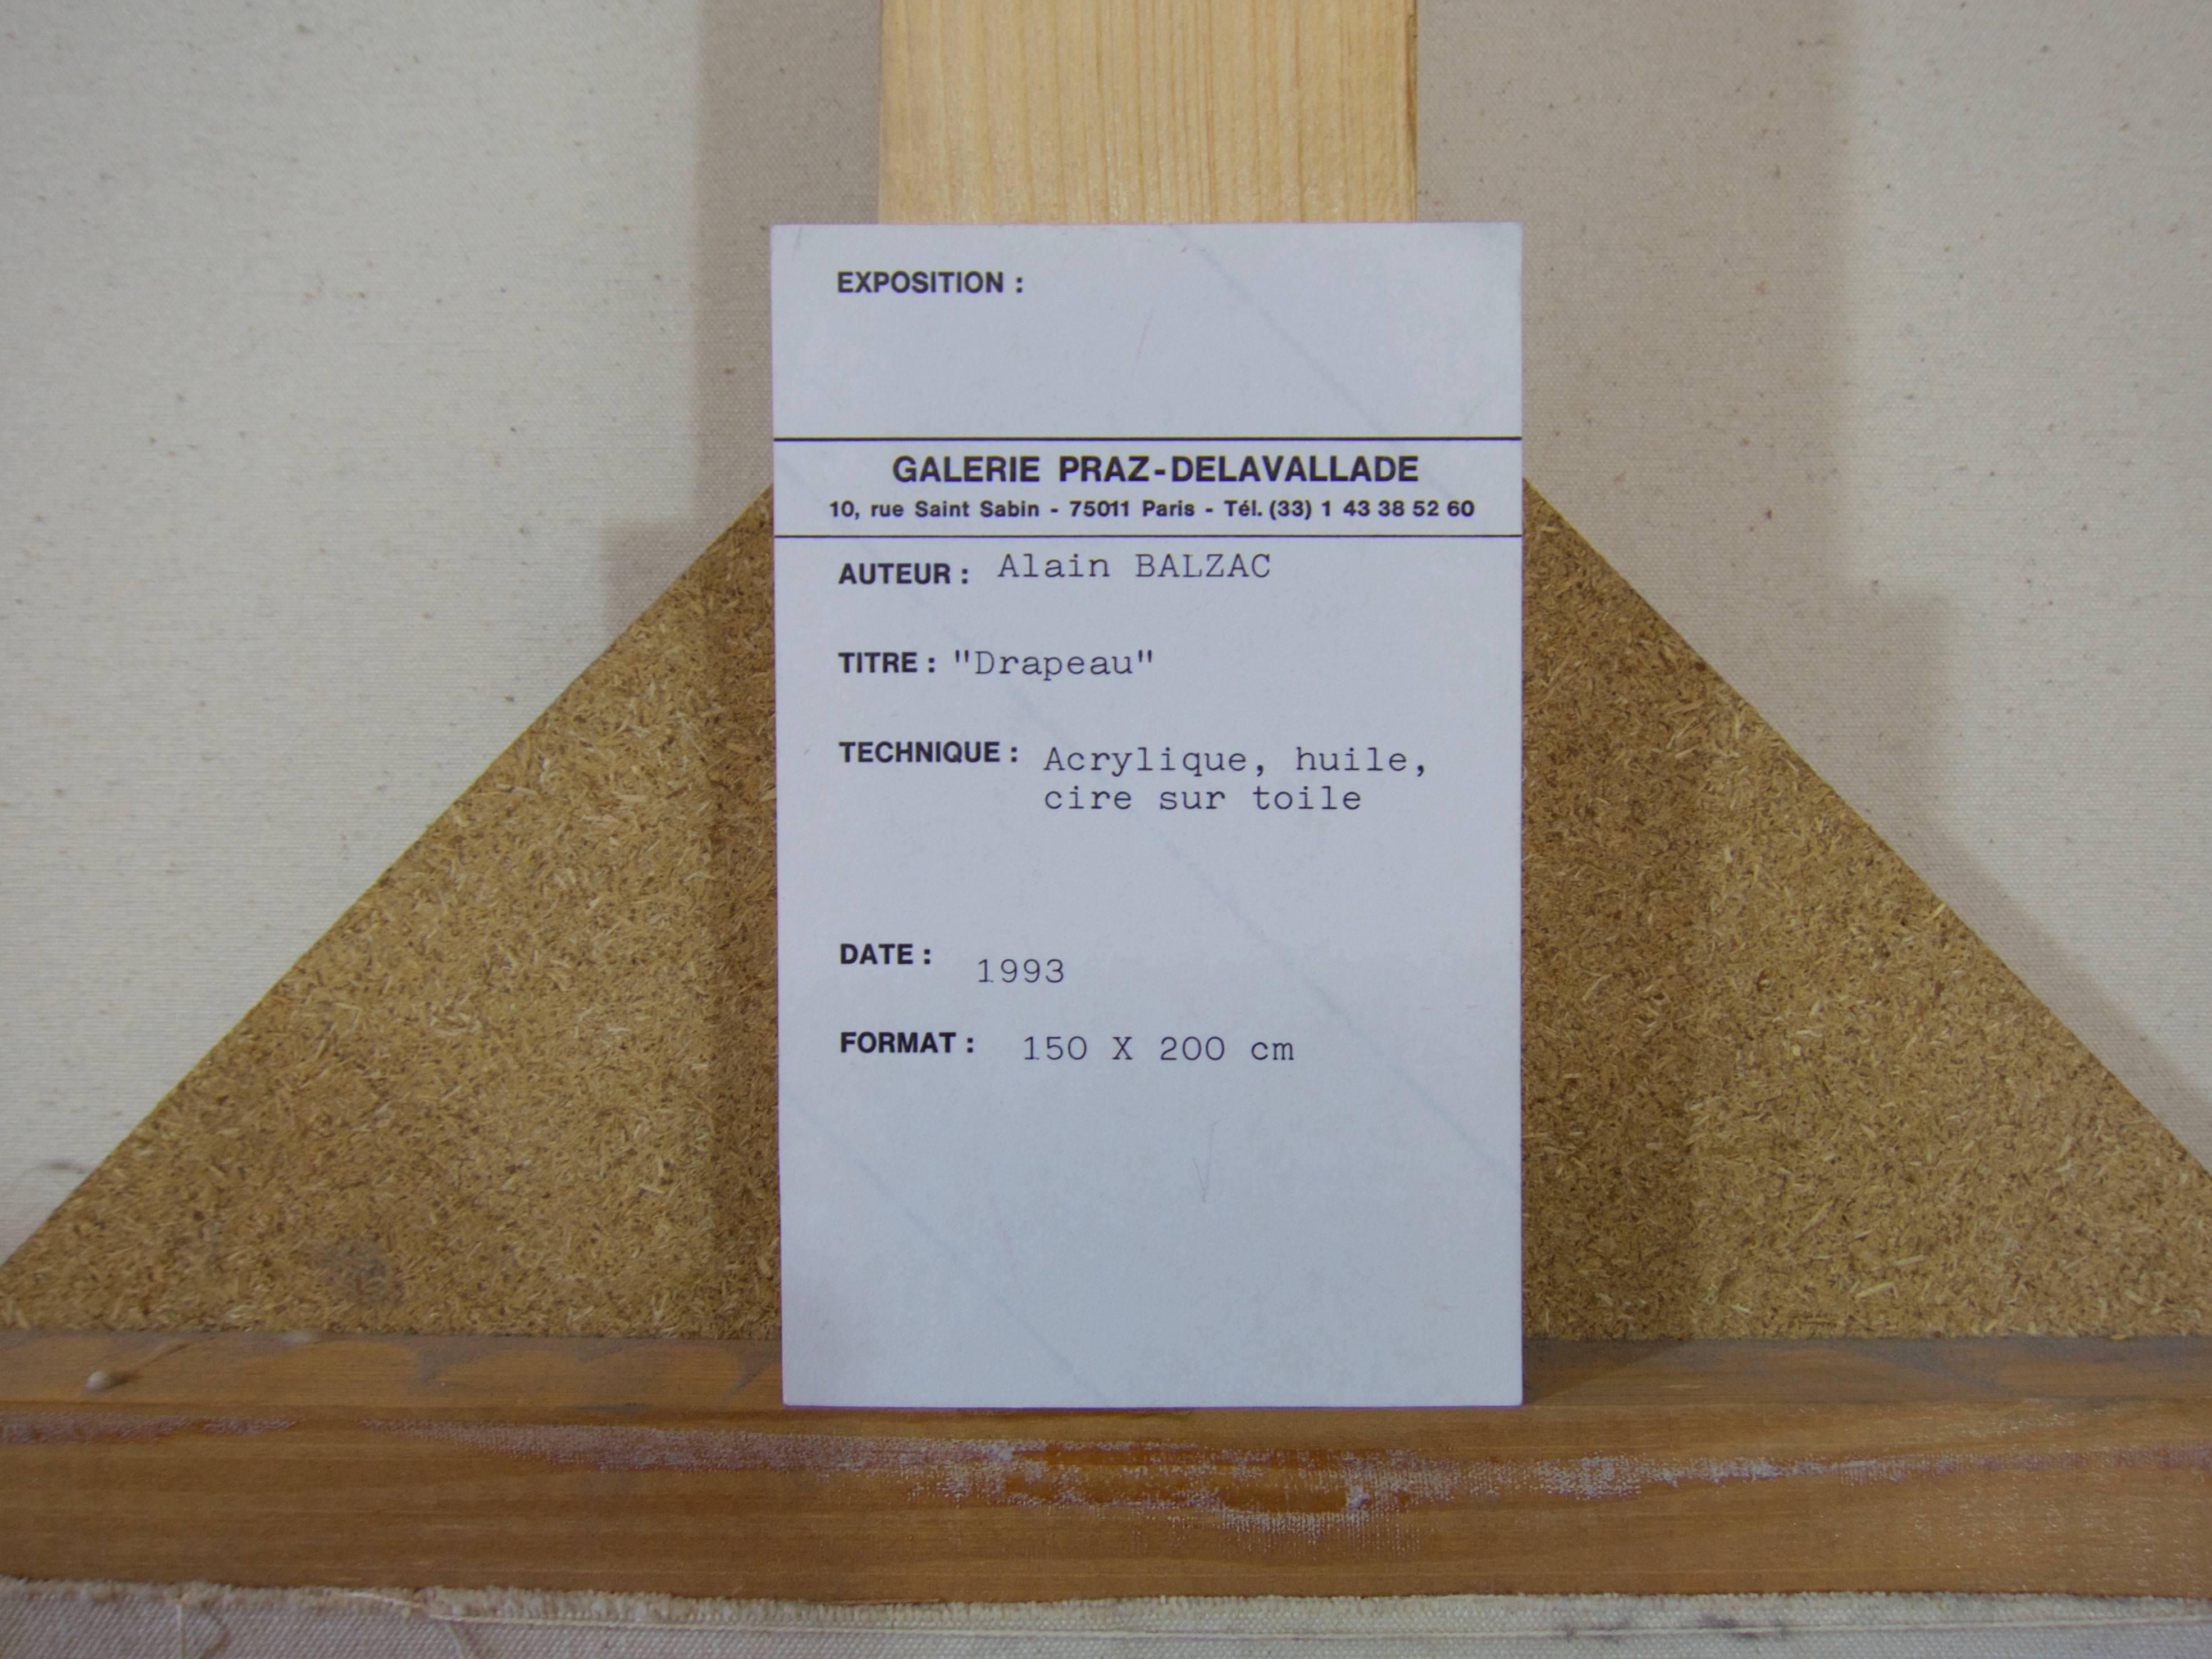 EXPOSITION :
GALERIE PRAZ-DELAVALLADE
10, rue Saint Sabin - 75011 Paris - Tél. (33) 1 43 38 52 60
AUTEUR : Alain BALZAC
TITRE : "Drapeau"
TECHNIQUE : Acrylique, huile,
cire sur toile
DATE : 1993
FORMAT : 150 X 200 cm